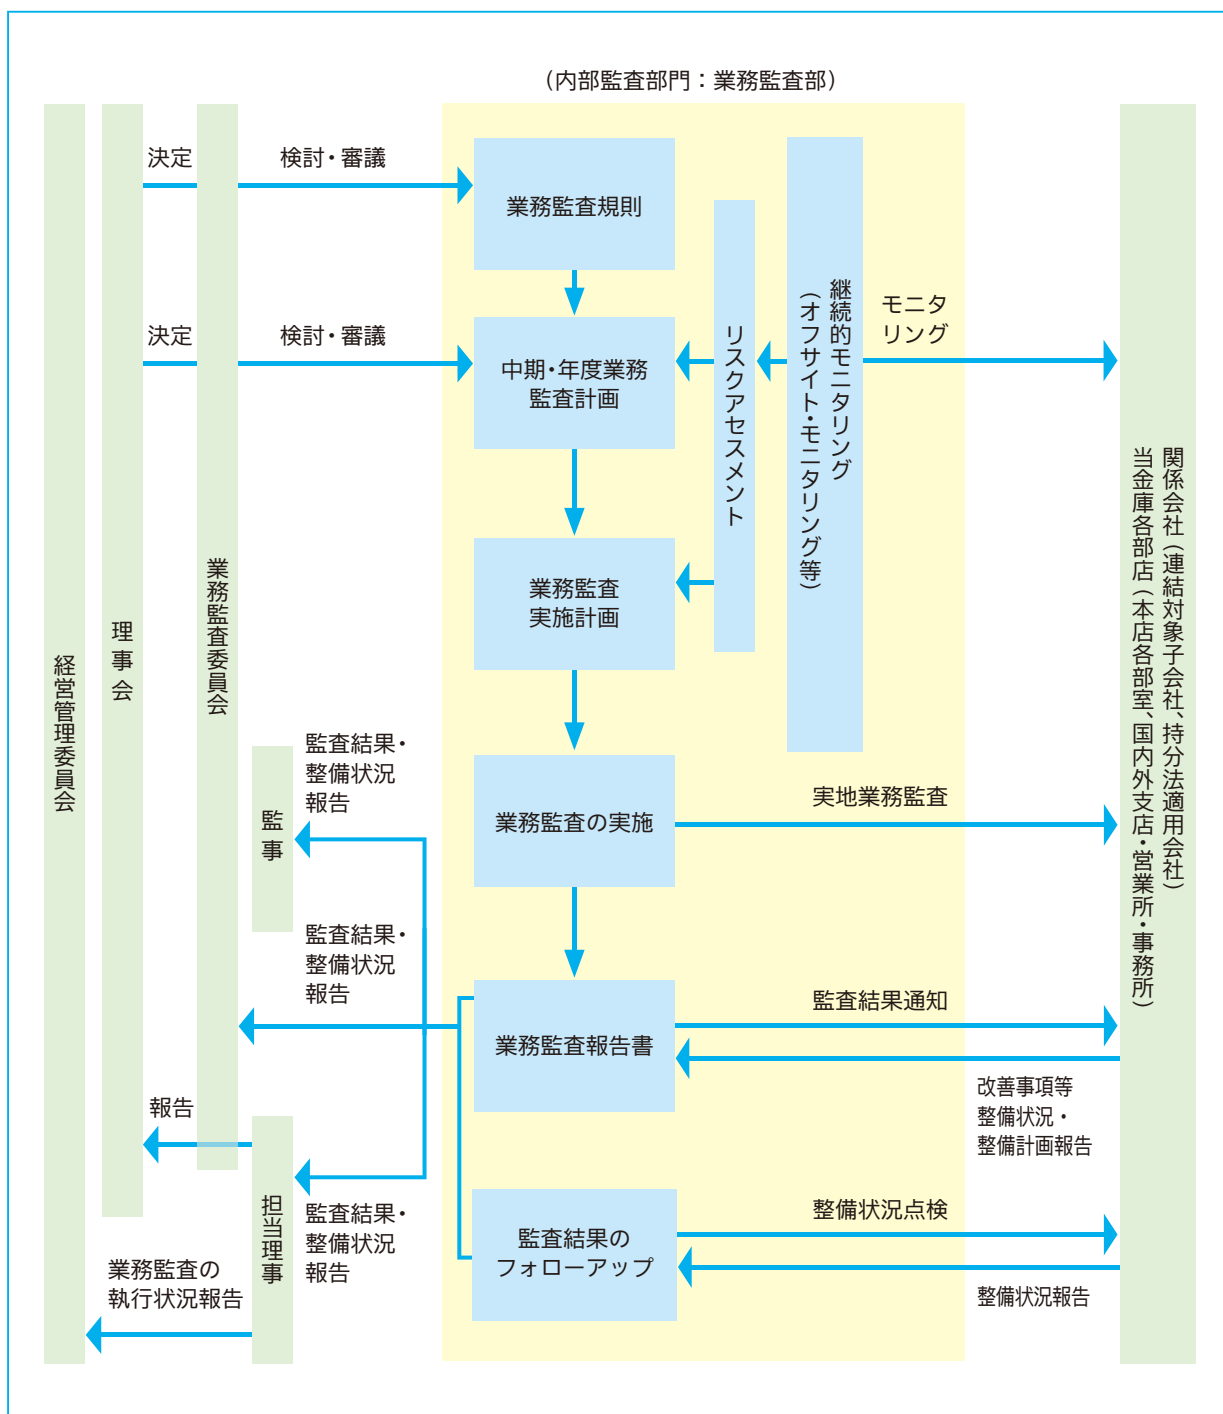 （内部監査部門：業務監査部）
決定
検討・審議
業務監査規則
決定
検討・審議
中期・年度業務
監査計画
リスクアセスメント
継続的モニタリング
（オフサイト・モニタリング等）
モニタ
リング
業務監査
実施計画
関係会社（連結対象子会社、持分法適用会社）
当金庫各部店（本店各部室、国内外支店・営業所・事務所）
経営管理委員会
理事会
業務監査委員会
監査結果・
整備状況
報告
監事
業務監査の実施
実地業務監査
監査結果・
整備状況
報告
業務監査報告書
監査結果通知
改善事項等
整備状況・
整備計画報告
報告
担当理事
監査結果・
整備状況
報告
監査結果の
フォローアップ
整備状況点検
整備状況報告
業務監査の
執行状況報告